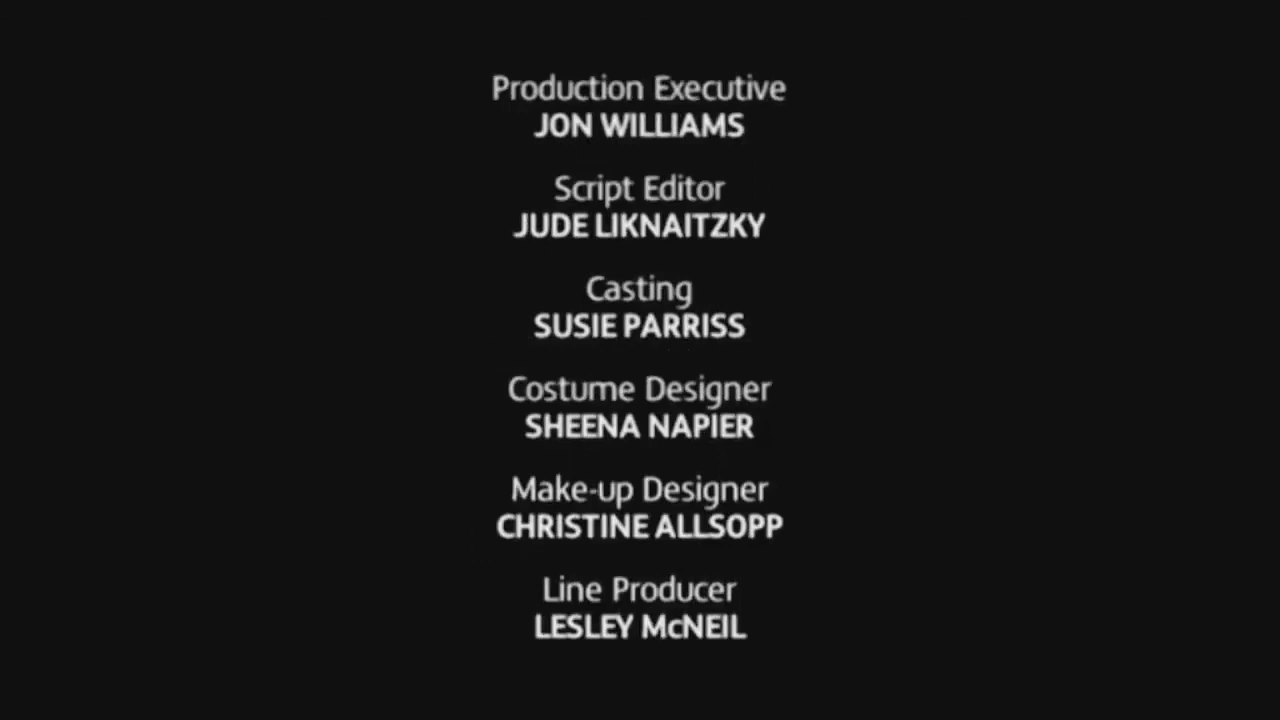 Production Executive
JON WILLIAMS
Script Editor
JUDE LIKNAITZKY
Casting
SUSIE PARRISS
Costume Designer
SHEENA NAPIER
Make-up Designer
CHRISTINE ALLSOPP
Line Producer
LESLEY McNEIL